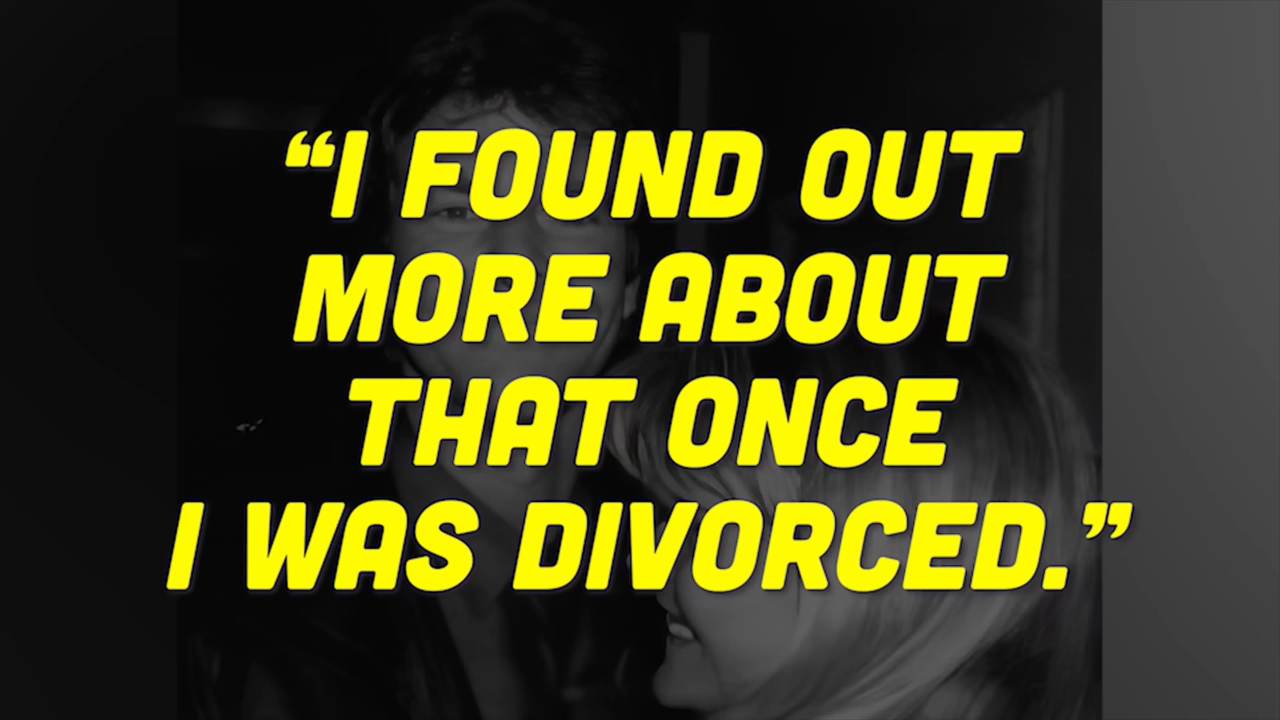 “I FOUND OUT
MORE ABOUT
THAT ONCE
I WAS DIVORCED.”